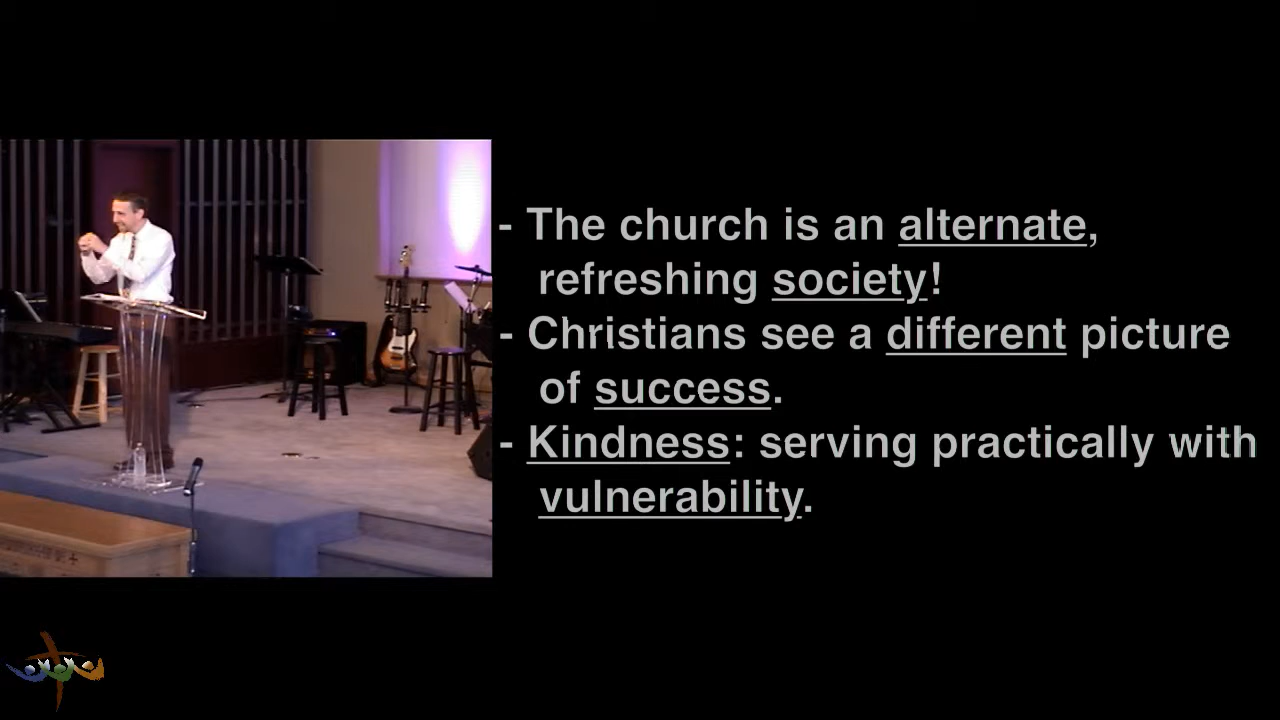 - The church is an alternate,
refreshing society!
- Christians see a different picture
of success.
- Kindness: serving practically with
vulnerability.